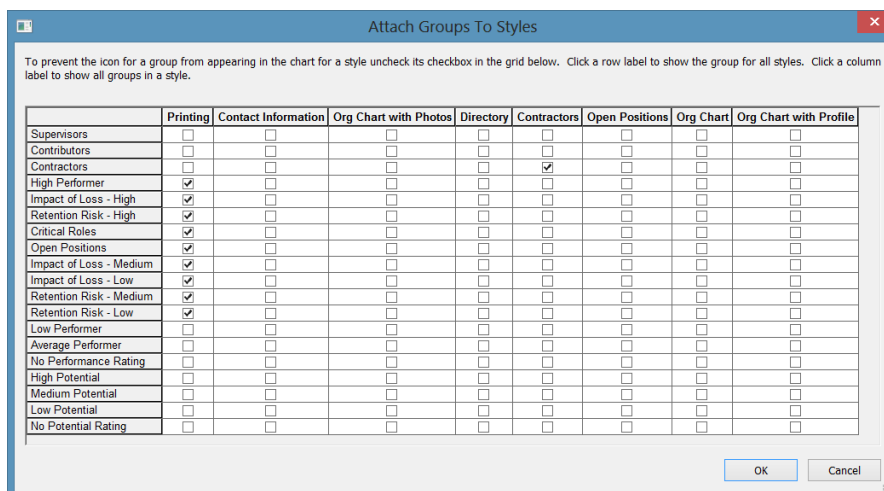 Attach Groups To Styles
To prevent the icon for a group from appearing in the chart for a style uncheck its checkbox in the grid below. Click a row label to show the group for all styles. Click a column
label to show all groups in a style.
Printing Contact Information Org Chart with Photos Directory Contractors Open Positions Org Chart Org Chart with Profile
Supervisors
Contributors
Contractors
High Performer
Impact of Loss - High
Retention Risk - High
Critical Roles
Open Positions
Impact of Loss - Medium
Impact of Loss - Low
Retention Risk - Medium
Retention Risk - Low
Low Performer
Average Performer
No Performance Rating
High Potential
Medium Potential
Low Potential
No Potential Rating
OK Cancel